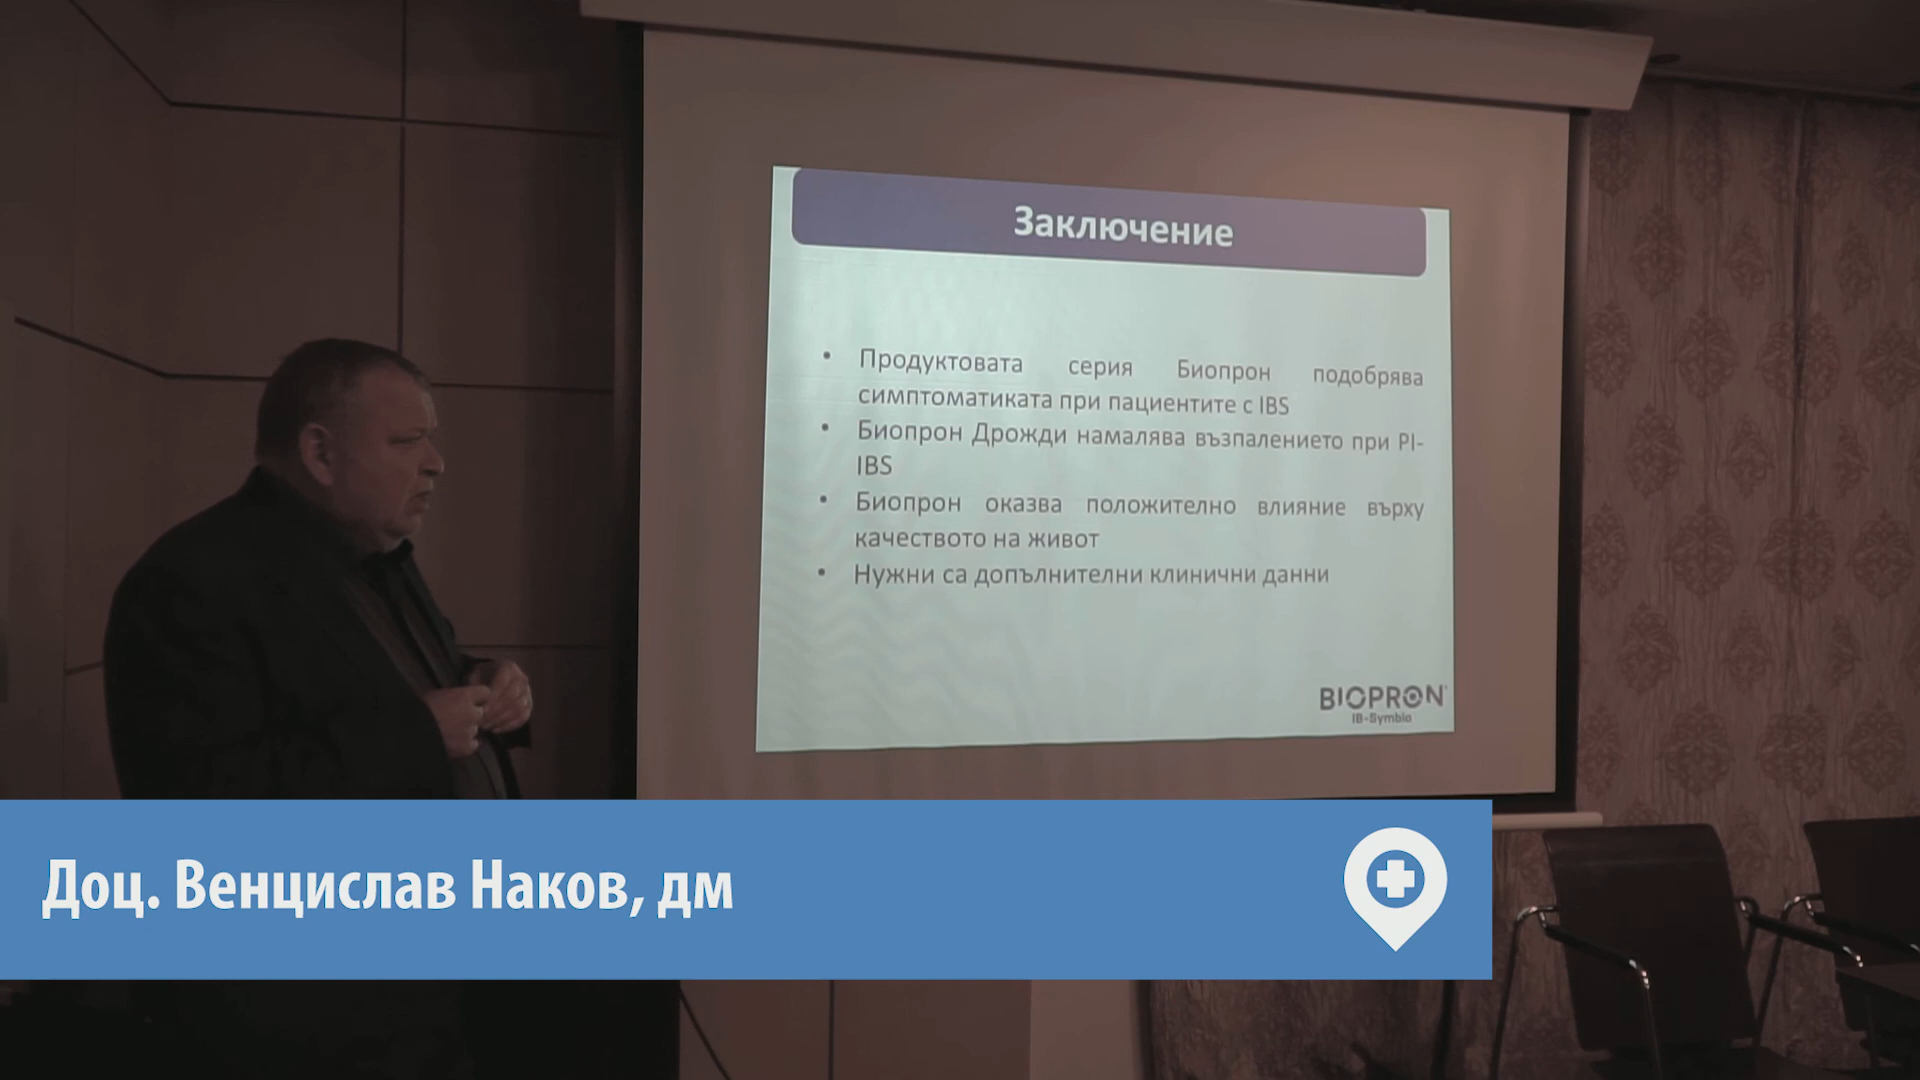 Заключение
• Продуктовата серия Биопрон подобрява
симптоматиката при пациентите с IBS
• Биопрон Дрожди намалява възпалението при PI-
IBS
• Биопрон оказва положително влияние върху
качеството на живот
• Нужни са допълнителни клинични данни
BIOPRON
IB-Symbio
Доц. Венцислав Наков, дм